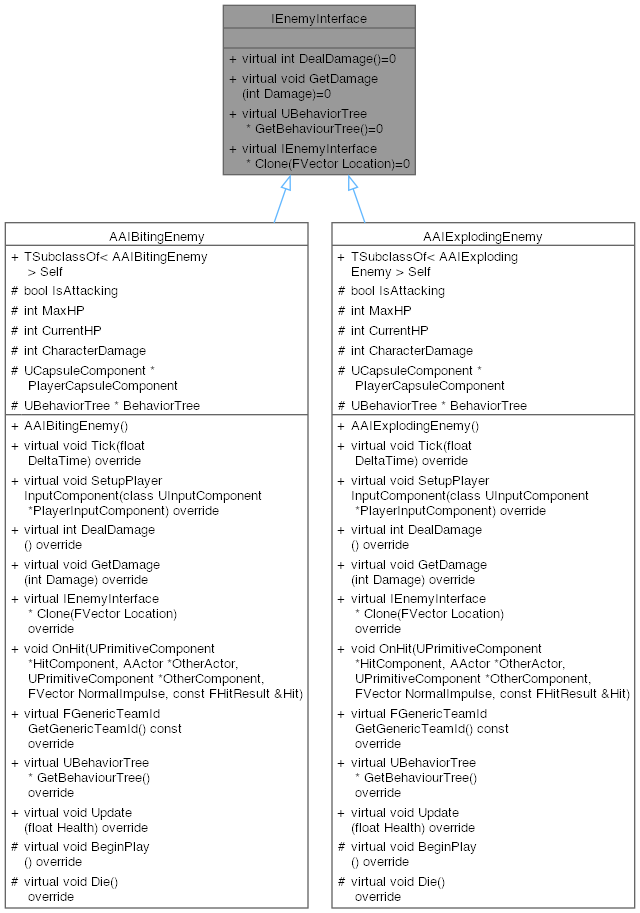 IEnemyInterface
+ virtual int DealDamage()=0
+ virtual void GetDamage
(int Damage)=0
+ virtual UBehaviorTree
* GetBehaviourTree()=0
+ virtual IEnemyInterface
* Clone(FVector Location)=0
AAIBitingEnemy
+ TSubclassOf< AAIBitingEnemy
> Self
# bool IsAttacking
# int MaxHP
# int CurrentHP
# int CharacterDamage
# UCapsuleComponent *
PlayerCapsuleComponent
# UBehaviorTree * BehaviorTree
+ AAIBitingEnemy()
+ virtual void Tick(float
DeltaTime) override
+ virtual void SetupPlayer
InputComponent(class UInputComponent
*PlayerInputComponent) override
+ virtual int DealDamage
() override
+ virtual void GetDamage
(int Damage) override
+ virtual IEnemyInterface
* Clone(FVector Location)
override
+ void OnHit(UPrimitiveComponent
*HitComponent, AActor *OtherActor,
UPrimitiveComponent *OtherComponent,
FVector NormalImpulse, const FHitResult &Hit)
+ virtual FGenericTeamId
GetGenericTeamId() const
override
+ virtual UBehaviorTree
* GetBehaviourTree()
override
+ virtual void Update
(float Health) override
# virtual void BeginPlay
() override
# virtual void Die()
override
AAIExplodingEnemy
+ TSubclassOf< AAIExploding
Enemy > Self
# bool IsAttacking
# int MaxHP
# int CurrentHP
# int CharacterDamage
# UCapsuleComponent *
PlayerCapsuleComponent
# UBehaviorTree * BehaviorTree
+ AAIExplodingEnemy()
+ virtual void Tick(float
DeltaTime) override
+ virtual void SetupPlayer
InputComponent(class UInputComponent
*PlayerInputComponent) override
+ virtual int DealDamage
() override
+ virtual void GetDamage
(int Damage) override
+ virtual IEnemyInterface
* Clone(FVector Location)
override
+ void OnHit(UPrimitiveComponent
*HitComponent, AActor *OtherActor,
UPrimitiveComponent *OtherComponent,
FVector NormalImpulse, const FHitResult &Hit)
+ virtual FGenericTeamId
GetGenericTeamId() const
override
+ virtual UBehaviorTree
* GetBehaviourTree()
override
+ virtual void Update
(float Health) override
# virtual void BeginPlay
() override
# virtual void Die()
override